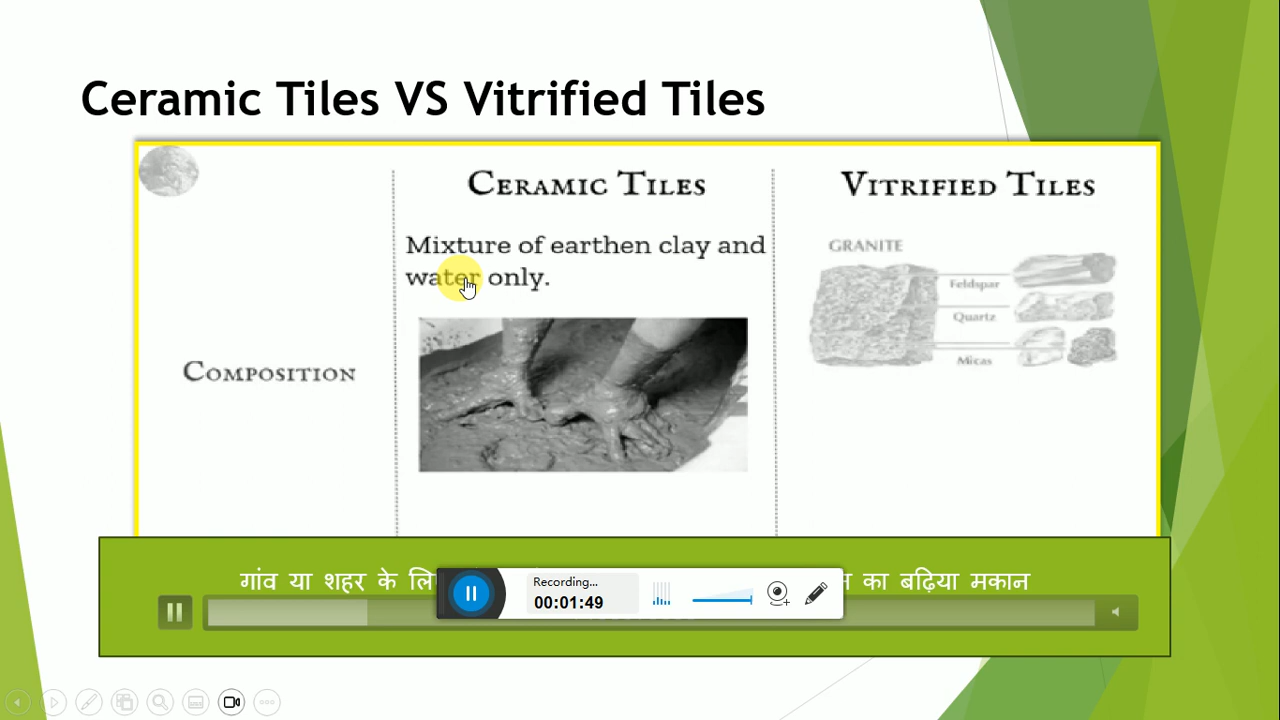 Ceramic Tiles VS Vitrified Tiles
Ceramic Tiles
Vitrified Tiles
Mixture of earthen clay and
water only.
GRANITE
Feldspar
Quartz
Micas
Composition
गांव या शहर के
का बढ़िया मकान
Recording...
00:01:49